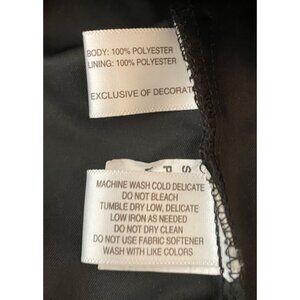 BODY: 100% POLYESTER
LINING: 100% POLYESTER
EXCLUSIVE OF DECORAT
MACHINE WASH COLD DELICATE
DO NOT BLEACH
TUMBLE DRY LOW, DELICATE
LOW IRON AS NEEDED
DO NOT DRY CLEAN
DO NOT USE FABRIC SOFTENER
WASH WITH LIKE COLORS